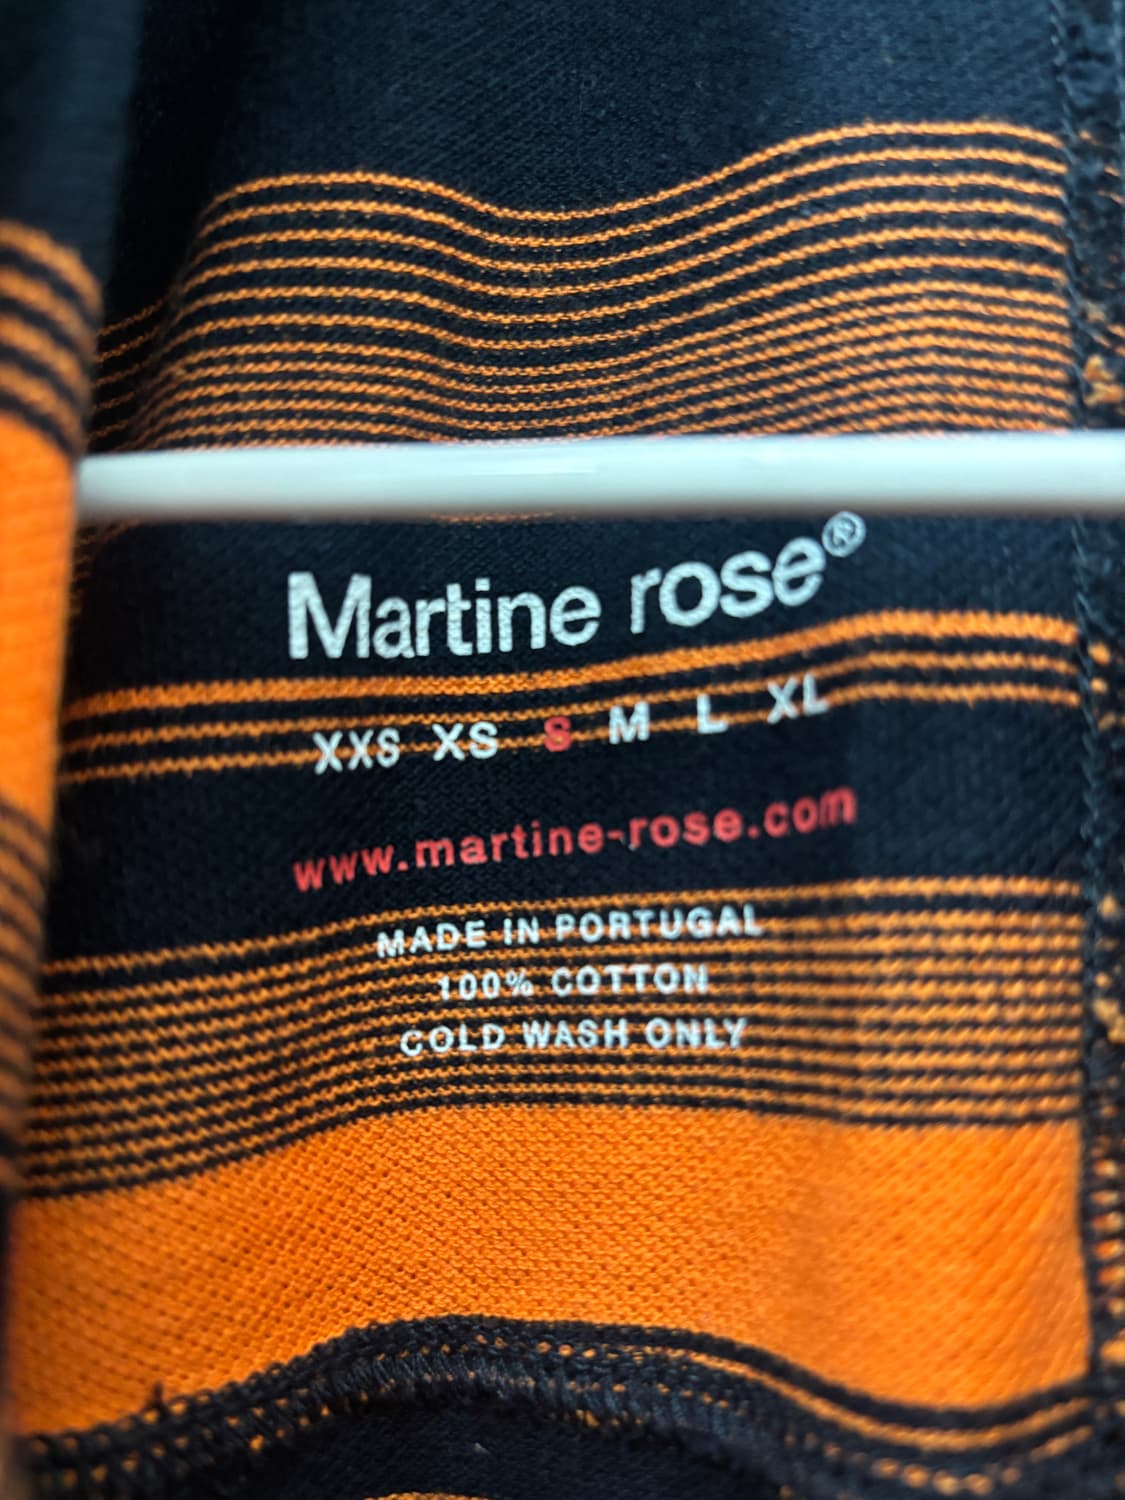 Martine rose®
XXS XS S M L XL
www.martine-rose.com
MADE IN PORTUGAL
100% COTTON
COLD WASH ONLY